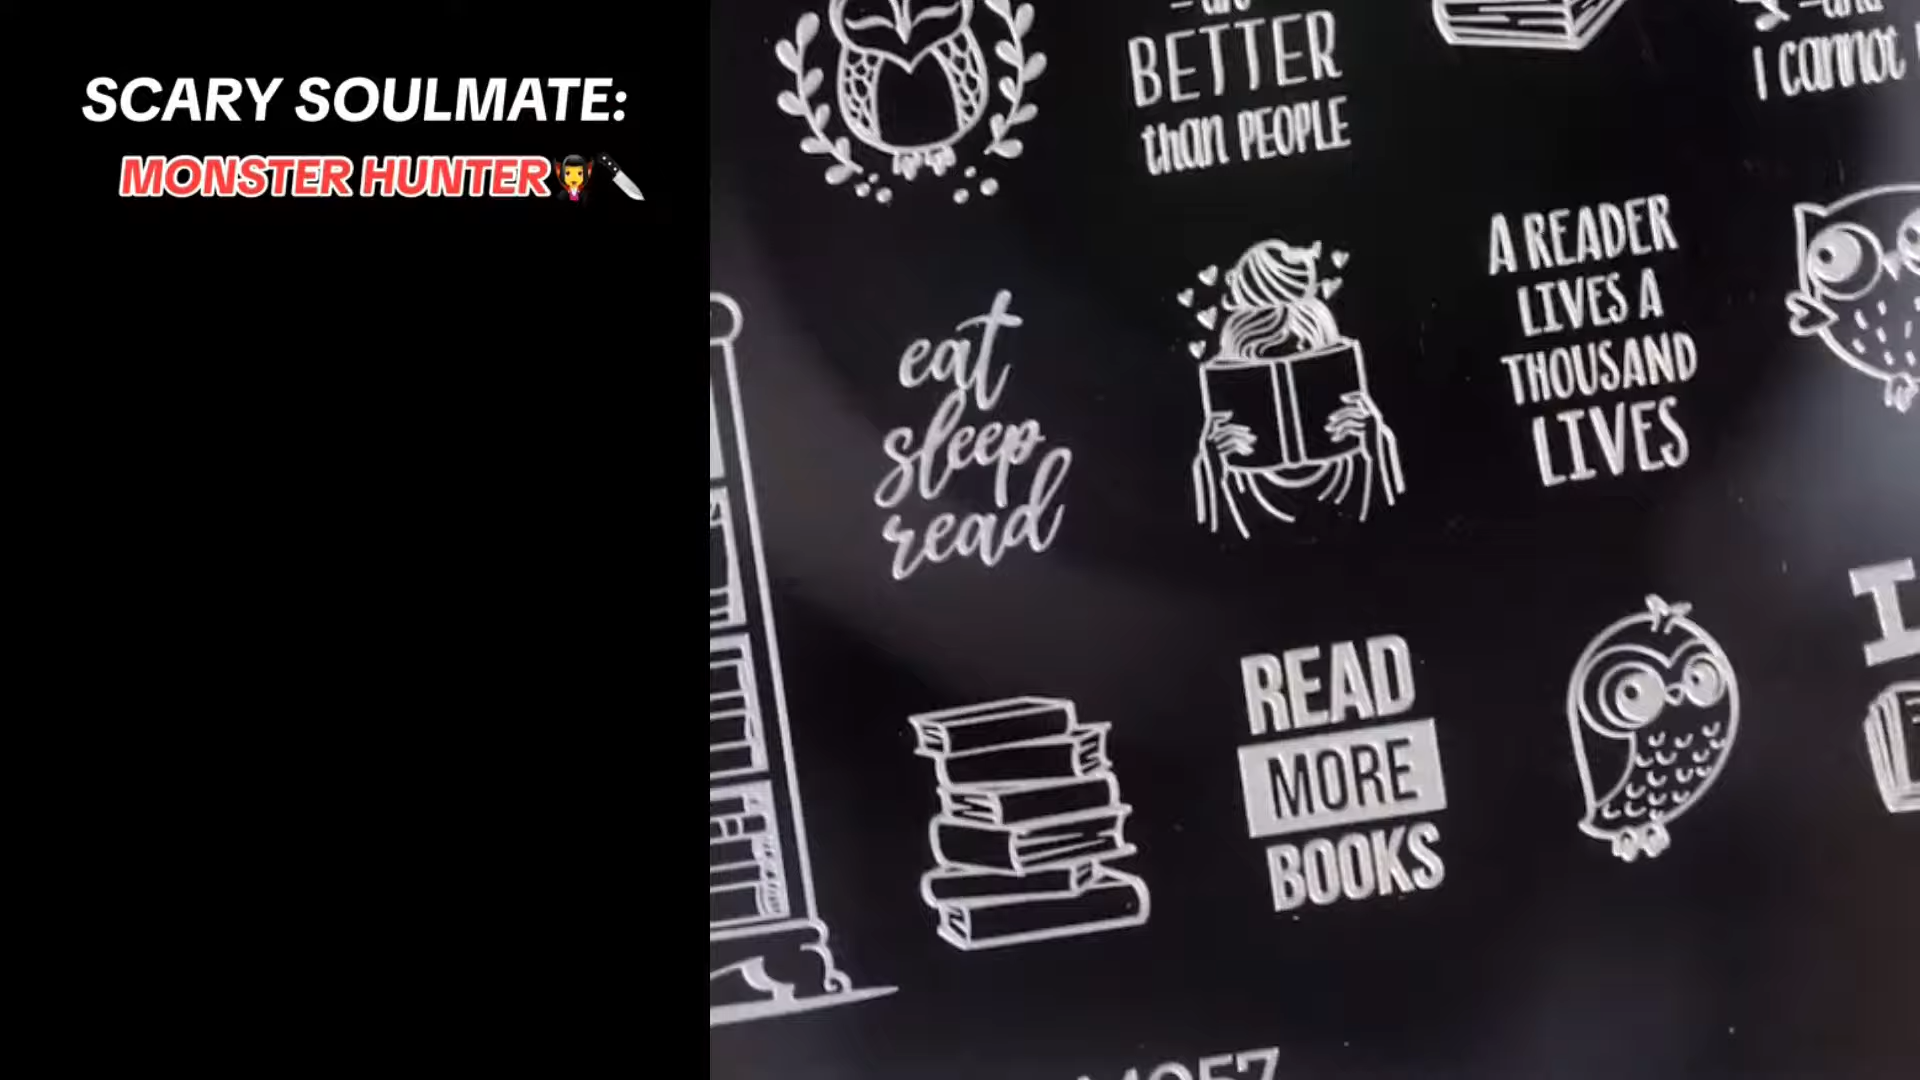 SCARY SOULMATE:
MONSTER HUNTER
BETTER
than PEOPLE
I cannot
eat
sleep
read
A READER
LIVES A
THOUSAND
LIVES
READ
MORE
BOOKS
I